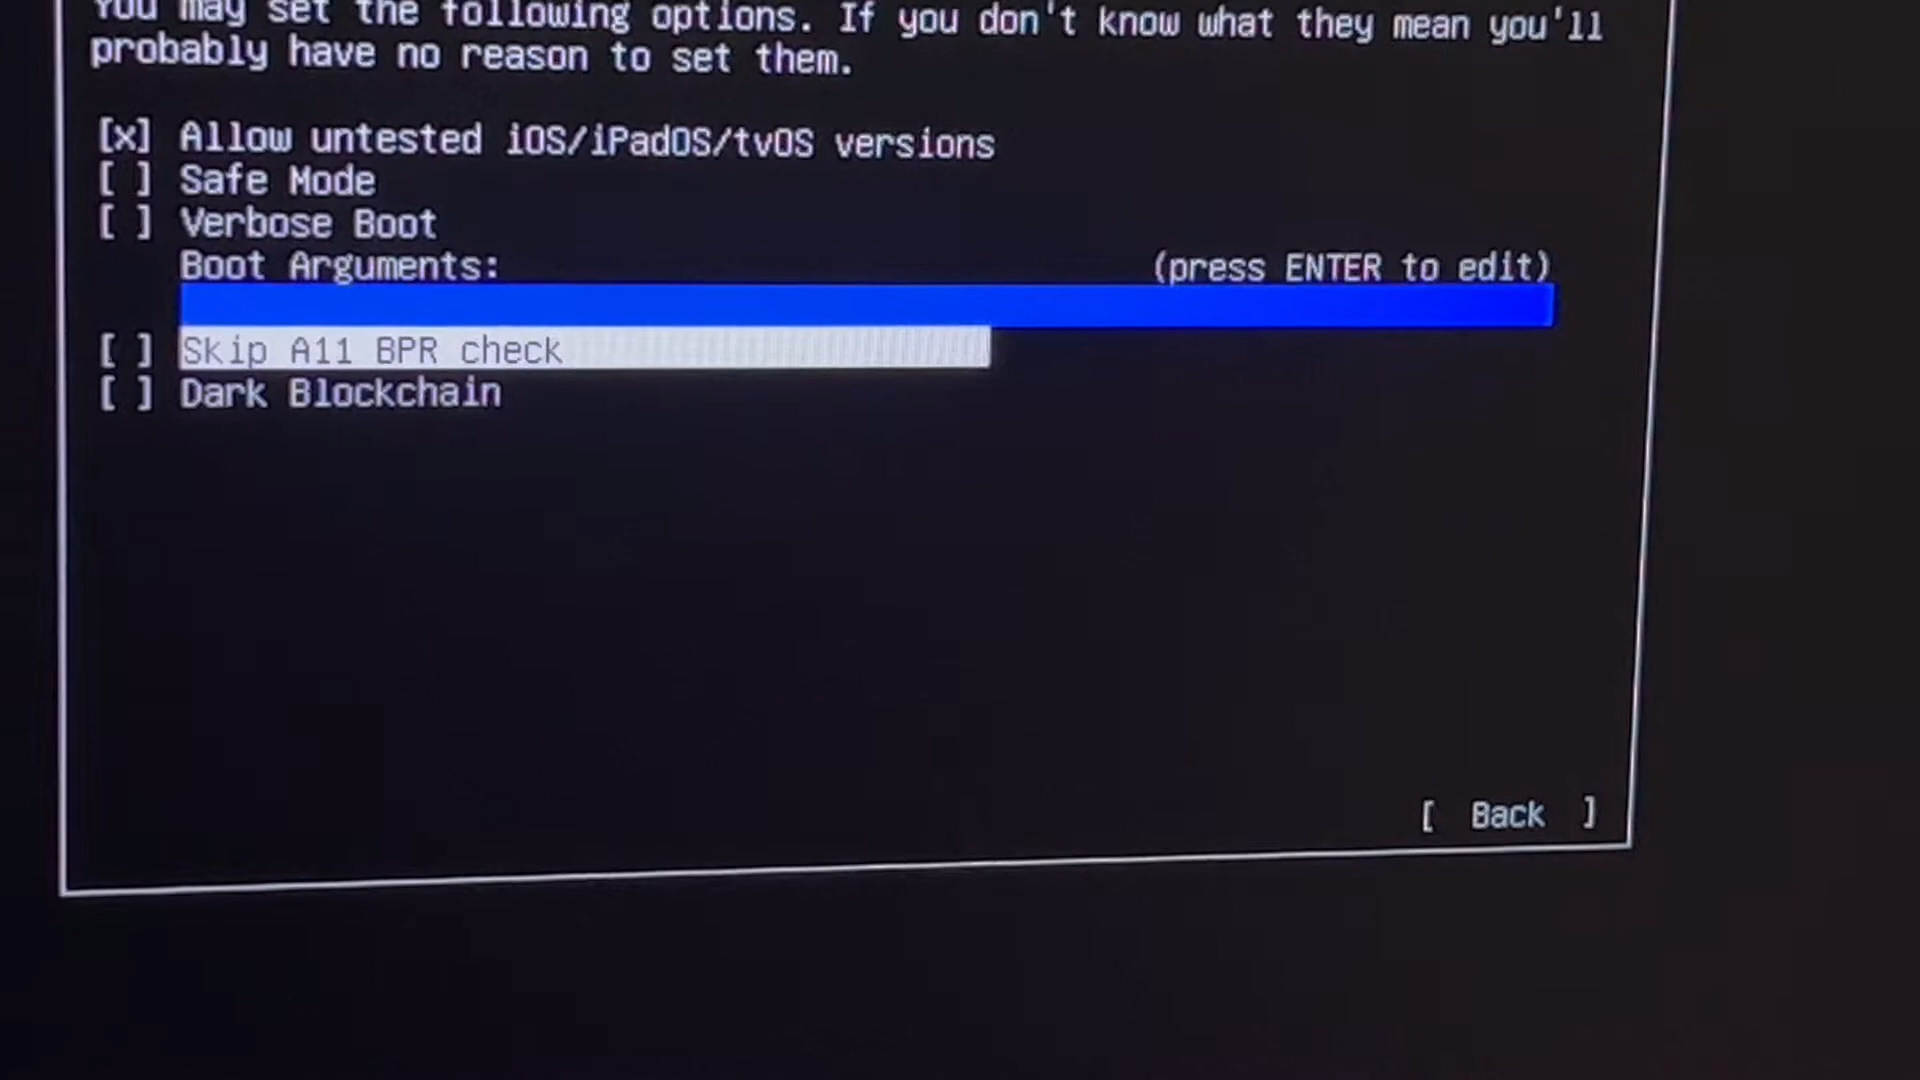 You may set the following options. If you don't know what they mean you'll
probably have no reason to set them.
[x] Allow untested iOS/iPadOS/tvOS versions
[ ] Safe Mode
[ ] Verbose Boot
Boot Arguments: (press ENTER to edit)
[ ] Skip A11 BPR check
[ ] Dark Blockchain
[ Back ]